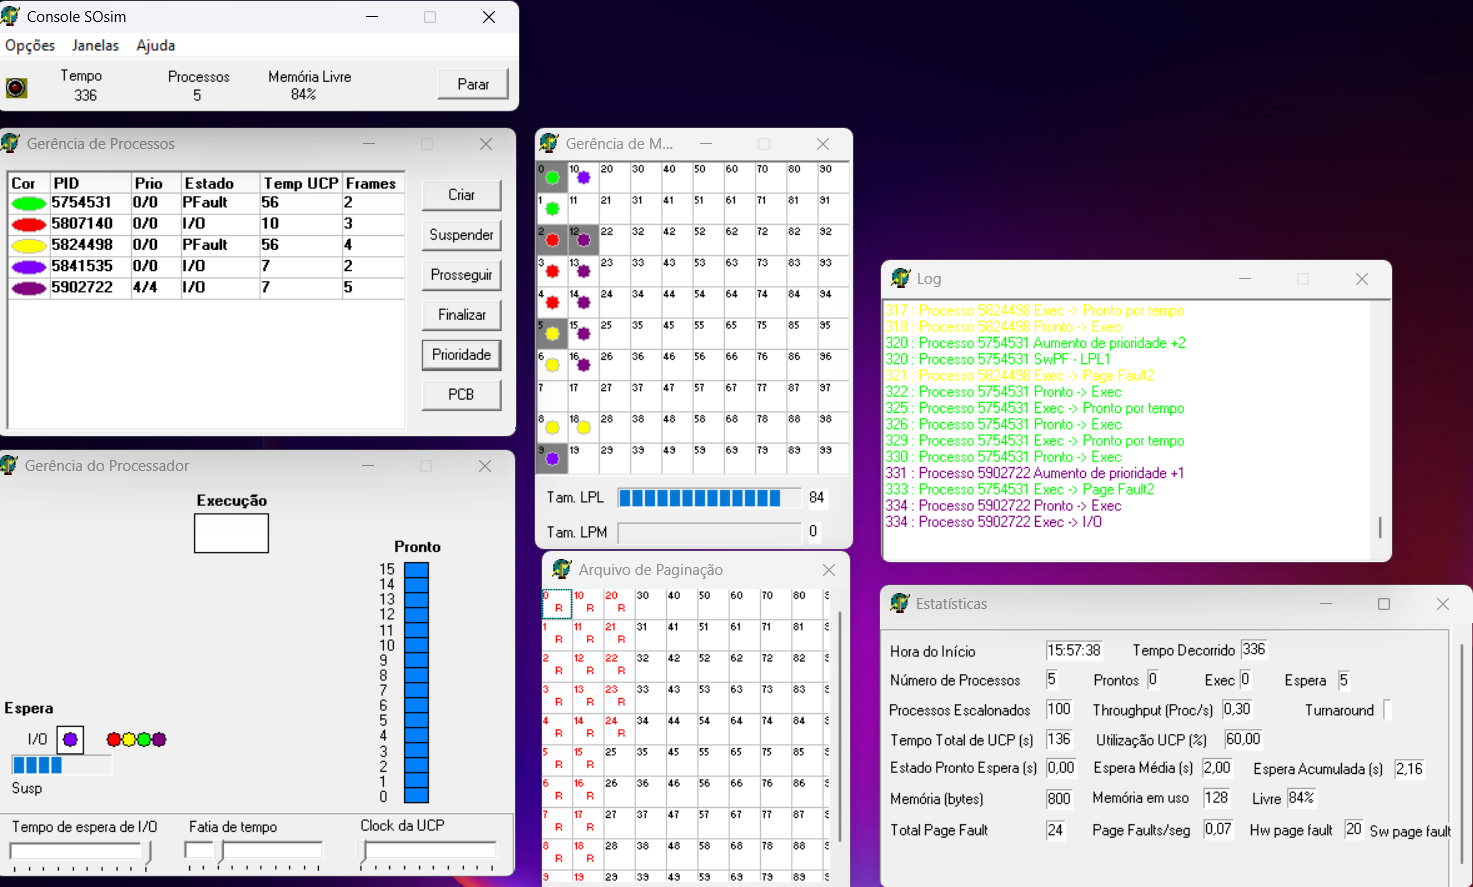 Console SOsim
Opções Janelas Ajuda
Tempo Processos Memória Livre
336 5 84% Parar
Gerência de Processos
Cor PID Prio Estado Temp UCP Frames
5754531 0/0 PFault 56 2
5807140 0/0 I/O 10 3
5824498 0/0 PFault 56 4
5841535 0/0 I/O 7 2
5902722 4/4 I/O 7 5
Criar
Suspender
Prosseguir
Finalizar
Prioridade
PCB
Gerência do Processador
Execução
Pronto
15
14
13
12
11
10
9
8
7
6
5
4
3
2
1
0
Espera
I/O
Susp
Tempo de espera de I/O Fatia de tempo Clock da UCP
Gerência de M...
0 10 20 30 40 50 60 70 80 90
1 11 21 31 41 51 61 71 81 91
2 12 22 32 42 52 62 72 82 92
3 13 23 33 43 53 63 73 83 93
4 14 24 34 44 54 64 74 84 94
5 15 25 35 45 55 65 75 85 95
6 16 26 36 46 56 66 76 86 96
7 17 27 37 47 57 67 77 87 97
8 18 28 38 48 58 68 78 88 98
9 19 29 39 49 59 69 79 89 99
Tam. LPL 84
Tam. LPM 0
Arquivo de Paginação
0 10 20 30 40 50 60 70 80
R R R
1 11 21 31 41 51 61 71 81
R R R
2 12 22 32 42 52 62 72 82
R R R
3 13 23 33 43 53 63 73 83
R R R
4 14 24 34 44 54 64 74 84
R R R
5 15 25 35 45 55 65 75 85
R R
6 16 26 36 46 56 66 76 86
R R
7 17 27 37 47 57 67 77 87
R R
8 18 28 38 48 58 68 78 88
R R
9 19 29 39 49 59 69 79 89
Log
317 : Processo 5824498 Exec -> Pronto por tempo
318 : Processo 5824498 Pronto -> Exec
320 : Processo 5754531 Aumento de prioridade +2
320 : Processo 5754531 SwPF - LPL1
321 : Processo 5824498 Exec -> Page Fault2
322 : Processo 5754531 Pronto -> Exec
325 : Processo 5754531 Exec -> Pronto por tempo
326 : Processo 5754531 Pronto -> Exec
329 : Processo 5754531 Exec -> Pronto por tempo
330 : Processo 5754531 Pronto -> Exec
331 : Processo 5902722 Aumento de prioridade +1
333 : Processo 5754531 Exec -> Page Fault2
334 : Processo 5902722 Pronto -> Exec
334 : Processo 5902722 Exec -> I/O
Estatísticas
Hora do Início 15:57:38 Tempo Decorrido 336
Número de Processos 5 Prontos 0 Exec 0 Espera 5
Processos Escalonados 100 Throughput (Proc/s) 0,30 Turnaround
Tempo Total de UCP (s) 136 Utilização UCP (%) 60,00
Estado Pronto Espera (s) 0,00 Espera Média (s) 2,00 Espera Acumulada (s) 2,16
Memória (bytes) 800 Memória em uso 128 Livre 84%
Total Page Fault 24 Page Faults/seg 0,07 Hw page fault 20 Sw page fault